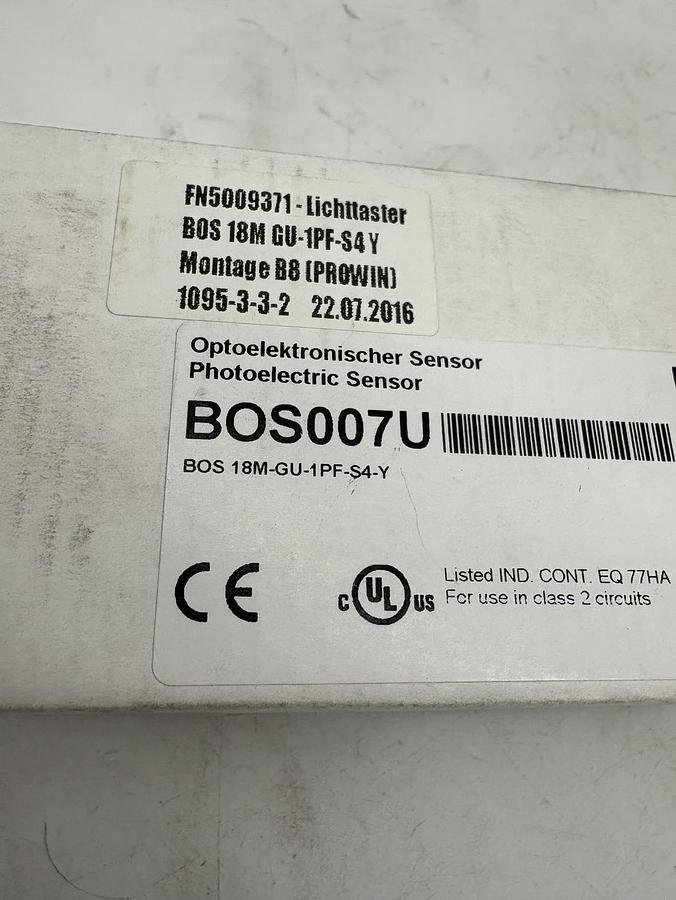 FN5009371-Lichttaster
BOS 18M GU-1PF-S4 Y
Montage B8 (PROWIN)
1095-3-3-2 22.07.2016
Optoelektronischer Sensor
Photoelectric Sensor
BOS007U
BOS 18M-GU-1PF-S4-Y
CE
C UL US
Listed IND. CONT. EQ 77HA
For use in class 2 circuits